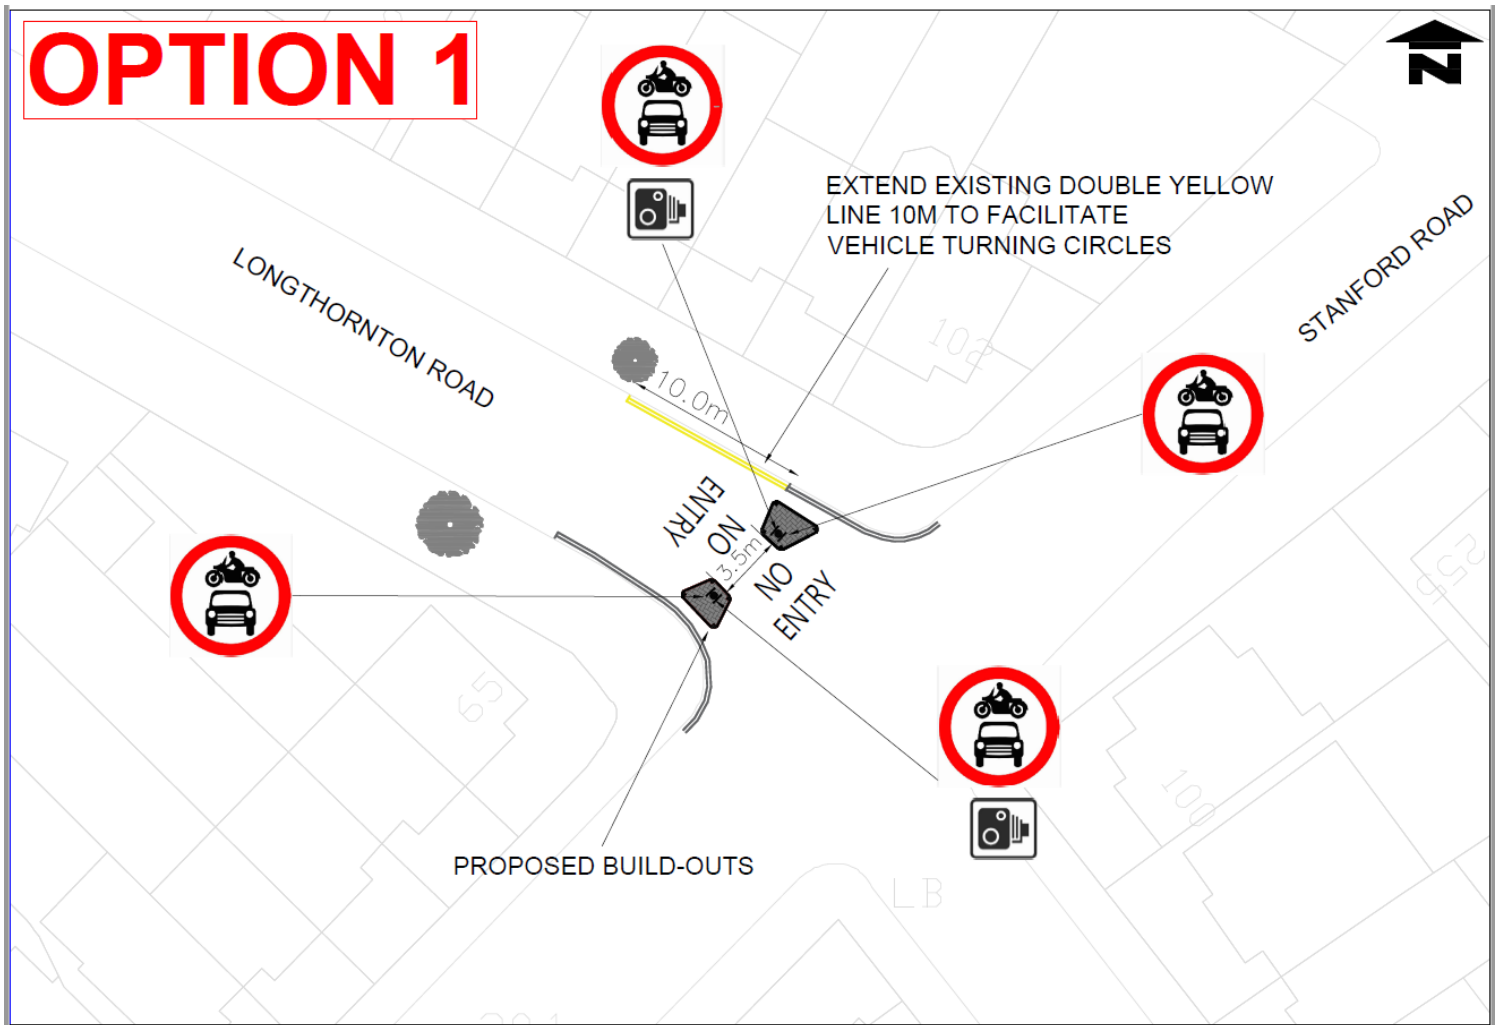 OPTION 1
N
EXTEND EXISTING DOUBLE YELLOW
LINE 10M TO FACILITATE
VEHICLE TURNING CIRCLES
STANFORD ROAD
LONGTHORNTON ROAD
102
10.0m
NO
ENTRY
3.5m
NO
ENTRY
256
65
100
PROPOSED BUILD-OUTS
LB